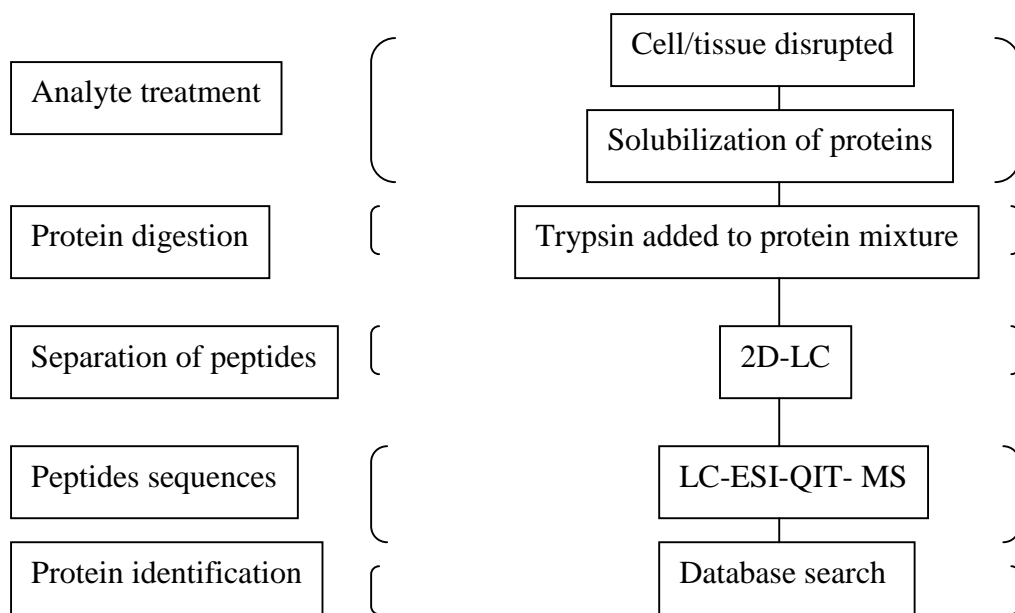 Cell/tissue disrupted
Analyte treatment
Solubilization of proteins
Protein digestion
Trypsin added to protein mixture
Separation of peptides
2D-LC
Peptides sequences
LC-ESI-QIT- MS
Protein identification
Database search